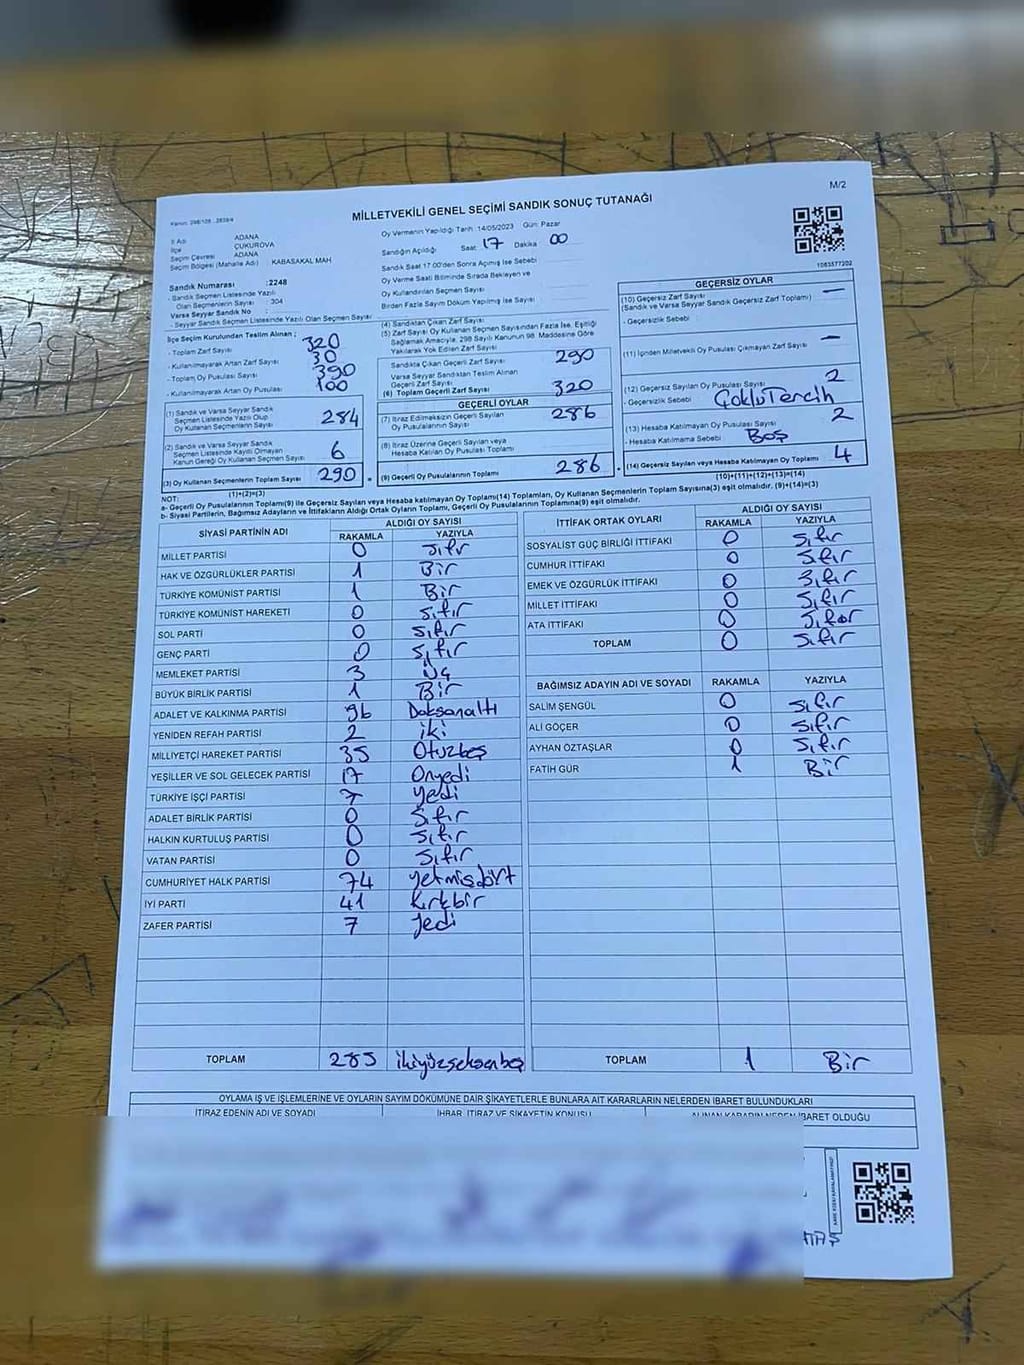 M/2
MİLLETVEKİLİ GENEL SEÇİMİ SANDIK SONUÇ TUTANAĞI
İl Adı ADANA
İlçe ÇUKUROVA
Seçim Çevresi ADANA
Seçim Bölgesi (Mahalle Adı) KABASAKAL MAH
Oy Vermenin Yapıldığı Tarih 14/05/2023 Gün: Pazar
Sandığın Açıldığı Saat 17 Dakika 00
Sandık Saat 17.00'den Sonra Açılmış İse Sebebi
Oy Verme Saati Bitiminde Sırada Bekleyen ve
Oy Kullandırılan Seçmen Sayısı
Birden Fazla Sayım Döküm Yapılmış İse Sayısı
1083577202
Sandık Numarası :2248
- Sandık Seçmen Listesinde Yazılı
Olan Seçmenlerin Sayısı : 304
Varsa Seyyar Sandık No :
- Seyyar Sandık Seçmen Listesinde Yazılı Olan Seçmen Sayısı :
İlçe Seçim Kurulundan Teslim Alınan ;
- Toplam Zarf Sayısı 320
- Kullanılmayarak Artan Zarf Sayısı 30
- Toplam Oy Pusulası Sayısı 390
- Kullanılmayarak Artan Oy Pusulası 100
(1) Sandık ve Varsa Seyyar Sandık
Seçmen Listesinde Yazılı Olup
Oy Kullanan Seçmenlerin Sayısı 284
(2) Sandık ve Varsa Seyyar Sandık
Seçmen Listesinde Kayıtlı Olmayan
Kanun Gereği Oy Kullanan Seçmen Sayısı 6
(3) Oy Kullanan Seçmenlerin Toplam Sayısı 290
(1)+(2)=(3)
(4) Sandıktan Çıkan Zarf Sayısı
(5) Zarf Sayısı Oy Kullanan Seçmen Sayısından Fazla İse, Eşitliği
Sağlamak Amacıyla, 298 Sayılı Kanunun 98. Maddesine Göre
Yakılarak Yok Edilen Zarf Sayısı
Sandıkta Çıkan Geçerli Zarf Sayısı 290
Varsa Seyyar Sandıktan Teslim Alınan
Geçerli Zarf Sayısı
(6) Toplam Geçerli Zarf Sayısı 320
GEÇERLİ OYLAR
(7) İtiraz Edilmeksizin Geçerli Sayılan
Oy Pusulasının Sayısı 286
(8) İtiraz Üzerine Geçerli Sayılan veya
Hesaba Katılan Oy Pusulası Toplamı
(9) Geçerli Oy Pusulalarının Toplamı 286
GEÇERSİZ OYLAR
(10) Geçersiz Zarf Sayısı —
(Sandık ve Varsa Seyyar Sandık Geçersiz Zarf Toplamı)
- Geçersizlik Sebebi
(11) İçinden Milletvekili Oy Pusulası Çıkmayan Zarf Sayısı —
(12) Geçersiz Sayılan Oy Pusulası Sayısı 2
- Geçersizlik Sebebi Çoklu Tercih
(13) Hesaba Katılmayan Oy Pusulası Sayısı 2
- Hesaba Katılmama Sebebi Boş
(14) Geçersiz Sayılan veya Hesaba Katılmayan Oy Toplamı 4
(10)+(11)+(12)+(13)=(14)
NOT:
a- Geçerli Oy Pusulalarının Toplamı(9) ile Geçersiz Sayılan veya Hesaba katılmayan Oy Toplamı(14) Toplamları, Oy Kullanan Seçmenlerin Toplam Sayısına(3) eşit olmalıdır. (9)+(14)=(3)
b- Siyasi Partilerin, Bağımsız Adayların ve İttifakların Aldığı Ortak Oyların Toplamı, Geçerli Oy Pusulalarının Toplamına(9) eşit olmalıdır.
SİYASİ PARTİNİN ADI ALDIĞI OY SAYISI
RAKAMLA YAZIYLA
MİLLET PARTİSİ 0 Sıfır
HAK VE ÖZGÜRLÜKLER PARTİSİ 1 Bir
TÜRKİYE KOMÜNİST PARTİSİ 1 Bir
TÜRKİYE KOMÜNİST HAREKETİ 0 Sıfır
SOL PARTİ 0 Sıfır
GENÇ PARTİ 0 Sıfır
MEMLEKET PARTİSİ 3 Üç
BÜYÜK BİRLİK PARTİSİ 1 Bir
ADALET VE KALKINMA PARTİSİ 96 Doksanaltı
YENİDEN REFAH PARTİSİ 2 iki
MİLLİYETÇİ HAREKET PARTİSİ 35 Otuzbeş
YEŞİLLER VE SOL GELECEK PARTİSİ 17 Onyedi
TÜRKİYE İŞÇİ PARTİSİ 7 yedi
ADALET BİRLİK PARTİSİ 0 Sıfır
HALKIN KURTULUŞ PARTİSİ 0 Sıfır
VATAN PARTİSİ 0 Sıfır
CUMHURİYET HALK PARTİSİ 74 yetmişdört
İYİ PARTİ 41 Kırkbir
ZAFER PARTİSİ 7 Yedi
TOPLAM 285 ikiyüzseksenbeş
İTTİFAK ORTAK OYLARI ALDIĞI OY SAYISI
RAKAMLA YAZIYLA
SOSYALİST GÜÇ BİRLİĞİ İTTİFAKI 0 Sıfır
CUMHUR İTTİFAKI 0 Sıfır
EMEK VE ÖZGÜRLÜK İTTİFAKI 0 Sıfır
MİLLET İTTİFAKI 0 Sıfır
ATA İTTİFAKI 0 Sıfır
TOPLAM 0 Sıfır
BAĞIMSIZ ADAYIN ADI VE SOYADI RAKAMLA YAZIYLA
SALİM ŞENGÜL 0 Sıfır
ALİ GÖÇER 0 Sıfır
AYHAN ÖZTAŞLAR 0 Sıfır
FATİH GÜR 1 Bir
TOPLAM 1 Bir
OYLAMA İŞ VE İŞLEMLERİNE VE OYLARIN SAYIM DÖKÜMÜNE DAİR ŞİKAYETLERLE BUNLARA AİT KARARLARIN NELERDEN İBARET BULUNDUKLARI
İTİRAZ EDENİN ADI VE SOYADI İHBAR, İTİRAZ VE ŞİKAYETİN KONUSU ALINAN KARARIN NEDEN İBARET OLDUĞU